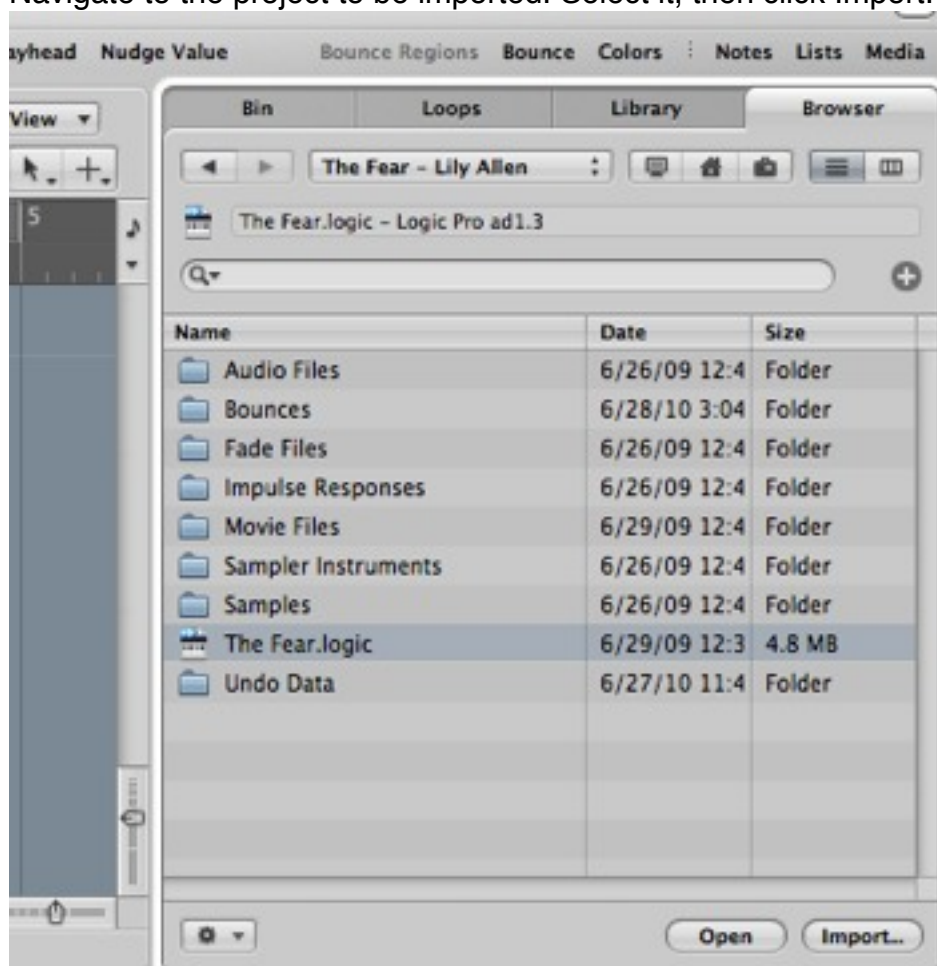 Navigate to the project to be imported. Select it, then click Import.
ayhead Nudge Value Bounce Regions Bounce Colors Notes Lists Media
View
Bin Loops Library Browser
The Fear – Lily Allen
5
The Fear.logic – Logic Pro ad1.3
Name Date Size
Audio Files 6/26/09 12:4 Folder
Bounces 6/28/10 3:04 Folder
Fade Files 6/26/09 12:4 Folder
Impulse Responses 6/26/09 12:4 Folder
Movie Files 6/29/09 12:4 Folder
Sampler Instruments 6/26/09 12:4 Folder
Samples 6/26/09 12:4 Folder
The Fear.logic 6/29/09 12:3 4.8 MB
Undo Data 6/27/10 11:4 Folder
Open Import...